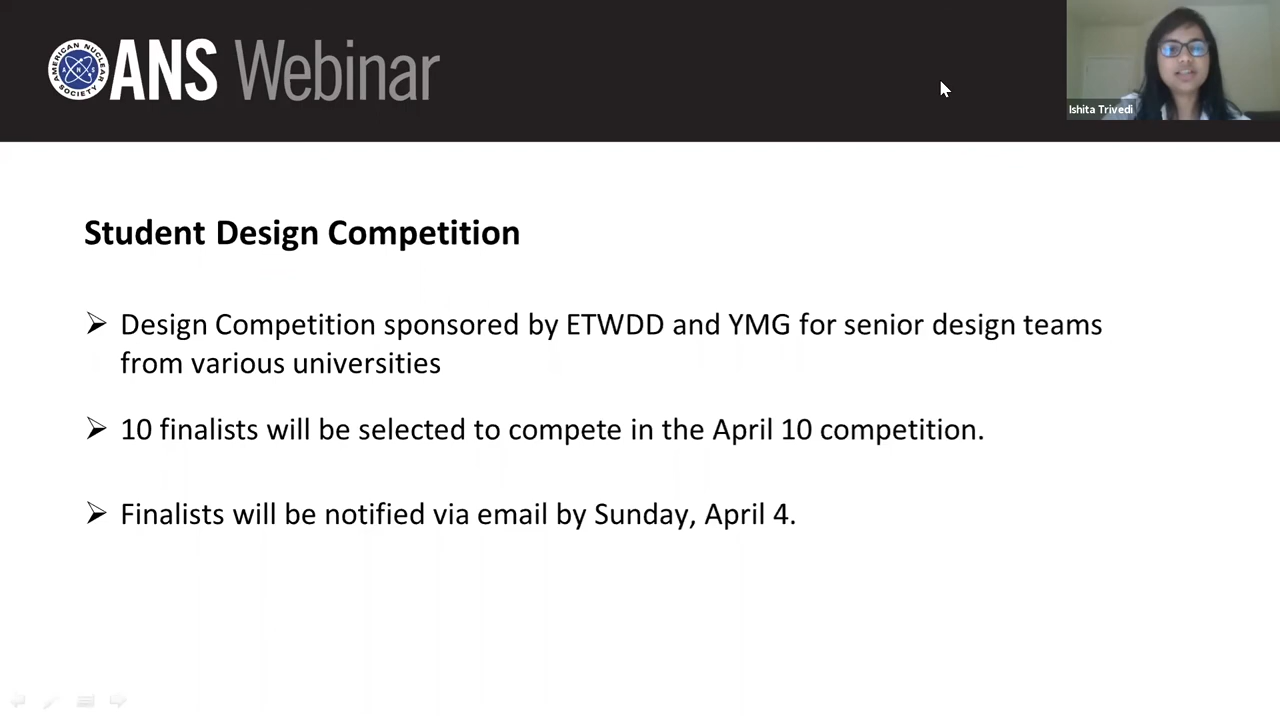 AMERICAN NUCLEAR SOCIETY
ANS Webinar
Ishita Trivedi
Student Design Competition
➢ Design Competition sponsored by ETWDD and YMG for senior design teams
from various universities
➢ 10 finalists will be selected to compete in the April 10 competition.
➢ Finalists will be notified via email by Sunday, April 4.